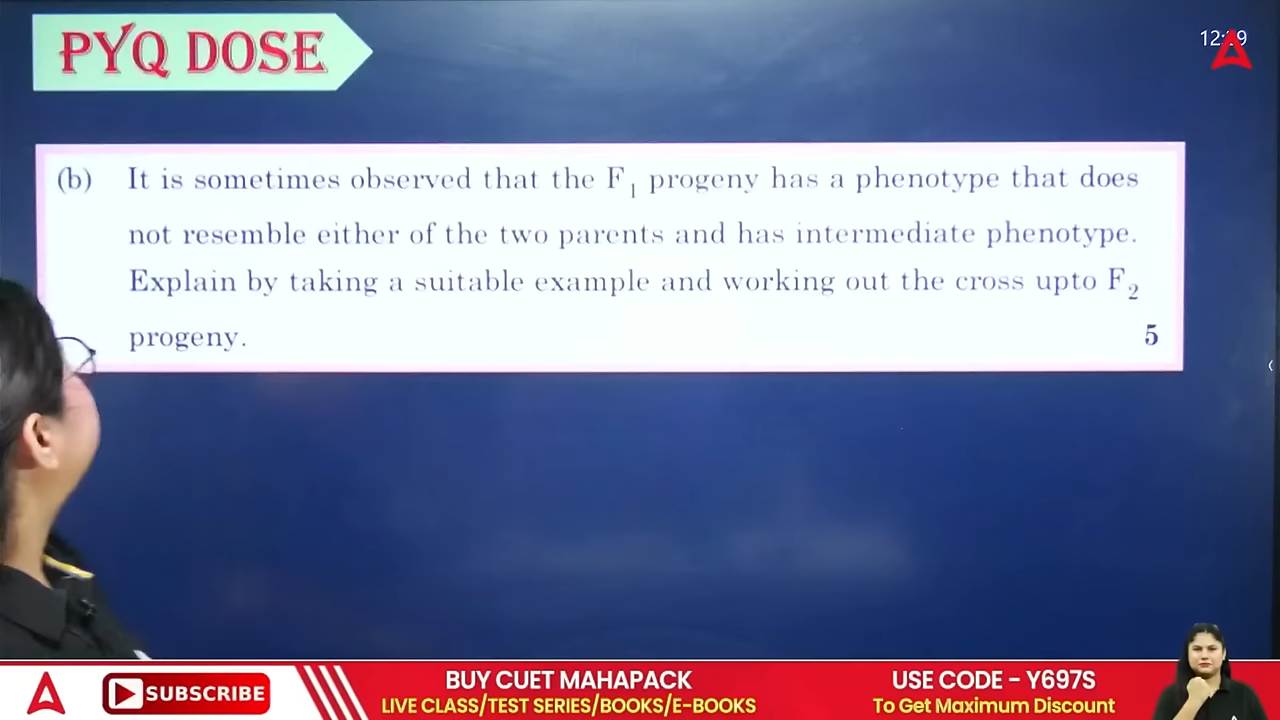 PYQ DOSE
(b) It is sometimes observed that the F1 progeny has a phenotype that does
not resemble either of the two parents and has intermediate phenotype.
Explain by taking a suitable example and working out the cross upto F2
progeny. 5
SUBSCRIBE
BUY CUET MAHAPACK
LIVE CLASS/TEST SERIES/BOOKS/E-BOOKS
USE CODE - Y697S
To Get Maximum Discount